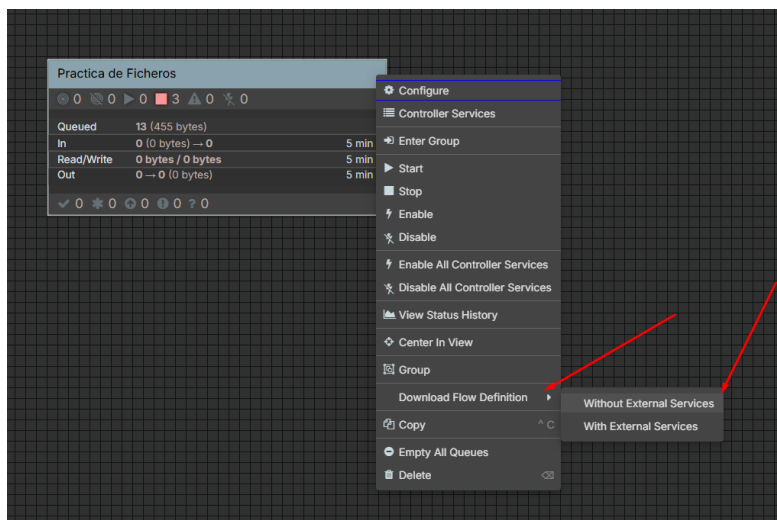 Practica de Ficheros
0 0 0 3 0 0
Queued 13 (455 bytes)
In 0 (0 bytes) → 0 5 min
Read/Write 0 bytes / 0 bytes 5 min
Out 0 → 0 (0 bytes) 5 min
0 0 0 0 ? 0
Configure
Controller Services
Enter Group
Start
Stop
Enable
Disable
Enable All Controller Services
Disable All Controller Services
View Status History
Center In View
Group
Download Flow Definition
Without External Services
With External Services
Copy ^ C
Empty All Queues
Delete